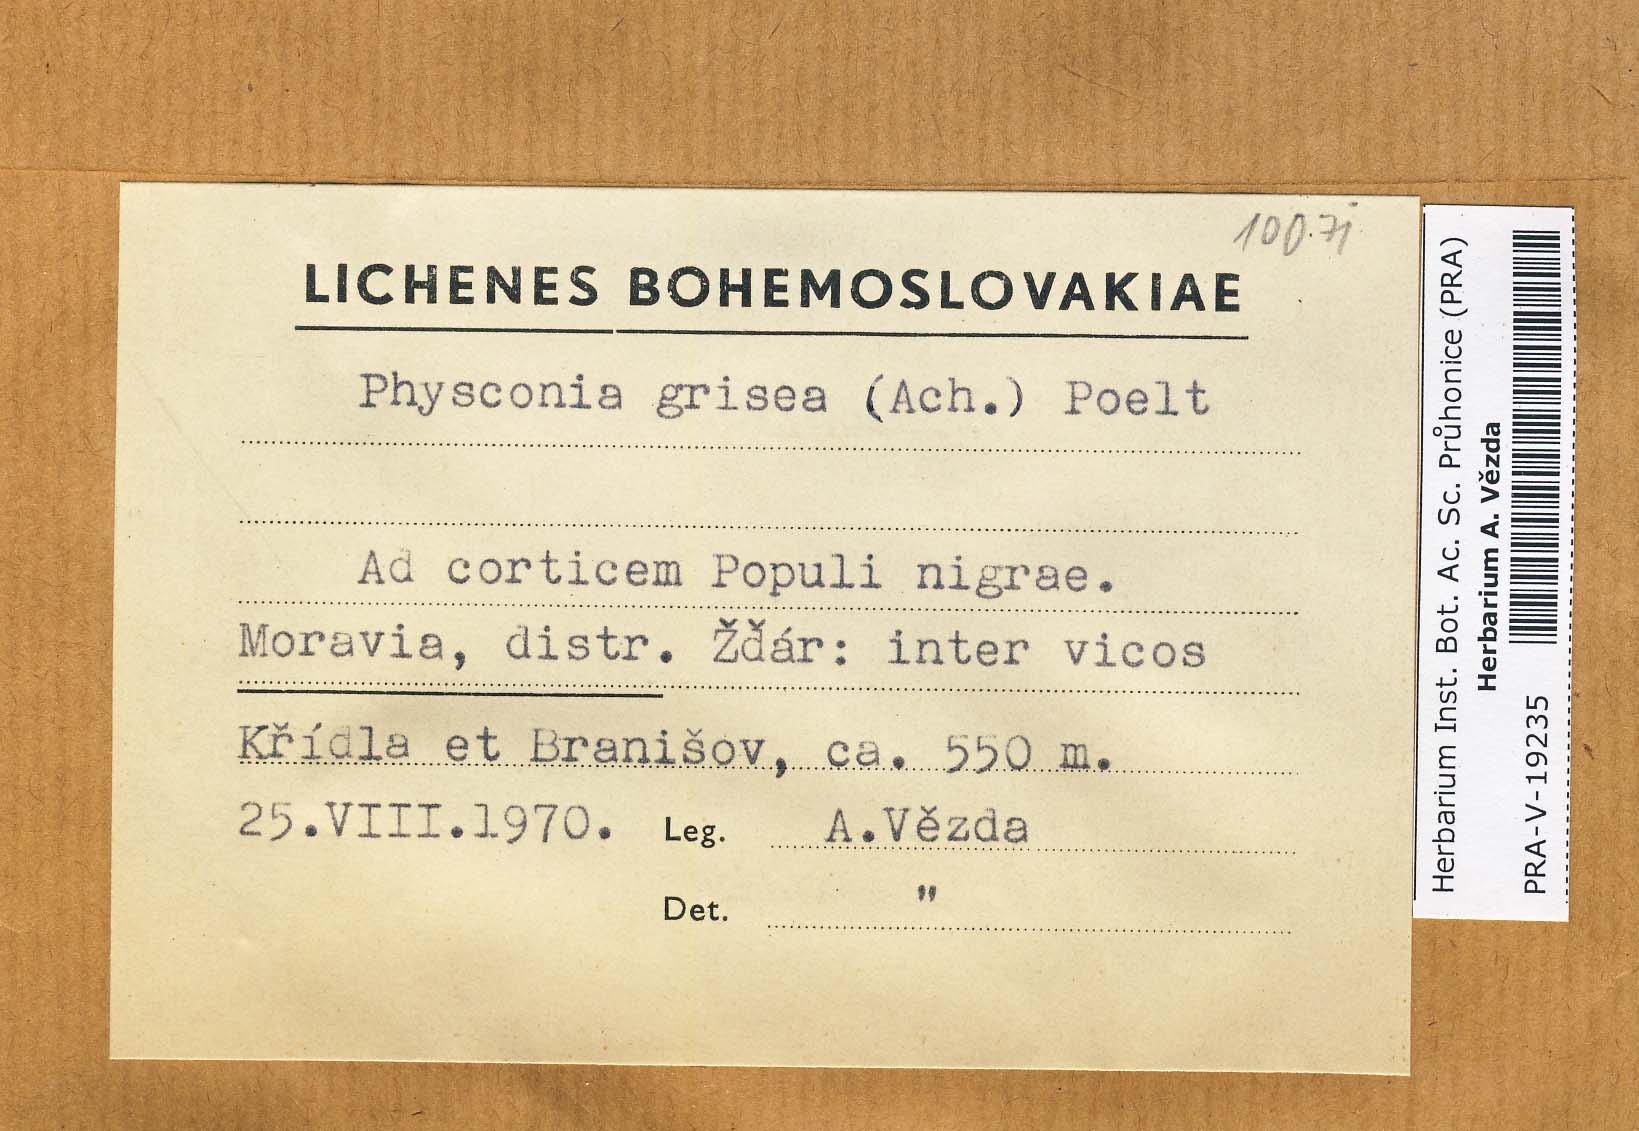 LICHENES BOHEMOSLOVAKIAE
Physconia grisea (Ach.) Poelt
Ad corticem Populi nigrae.
Moravia, distr. Žďár: inter vicos
Křídla et Branišov, ca. 550 m.
25.VIII.1970. Leg. A.Vězda
Det. "
Herbarium Inst. Bot. Ac. Sc. Průhonice (PRA)
Herbarium A. Vězda
PRA-V-19235